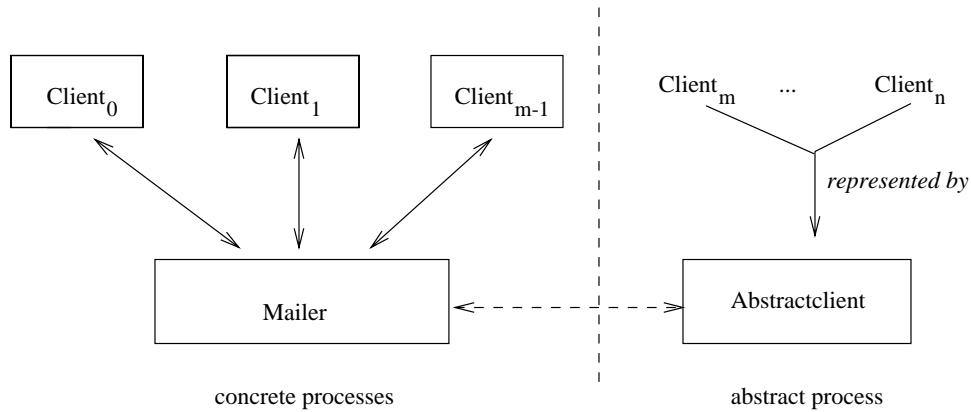 Client0
Client1
Clientm-1
Clientm ... Clientn
represented by
Mailer
Abstractclient
concrete processes
abstract process